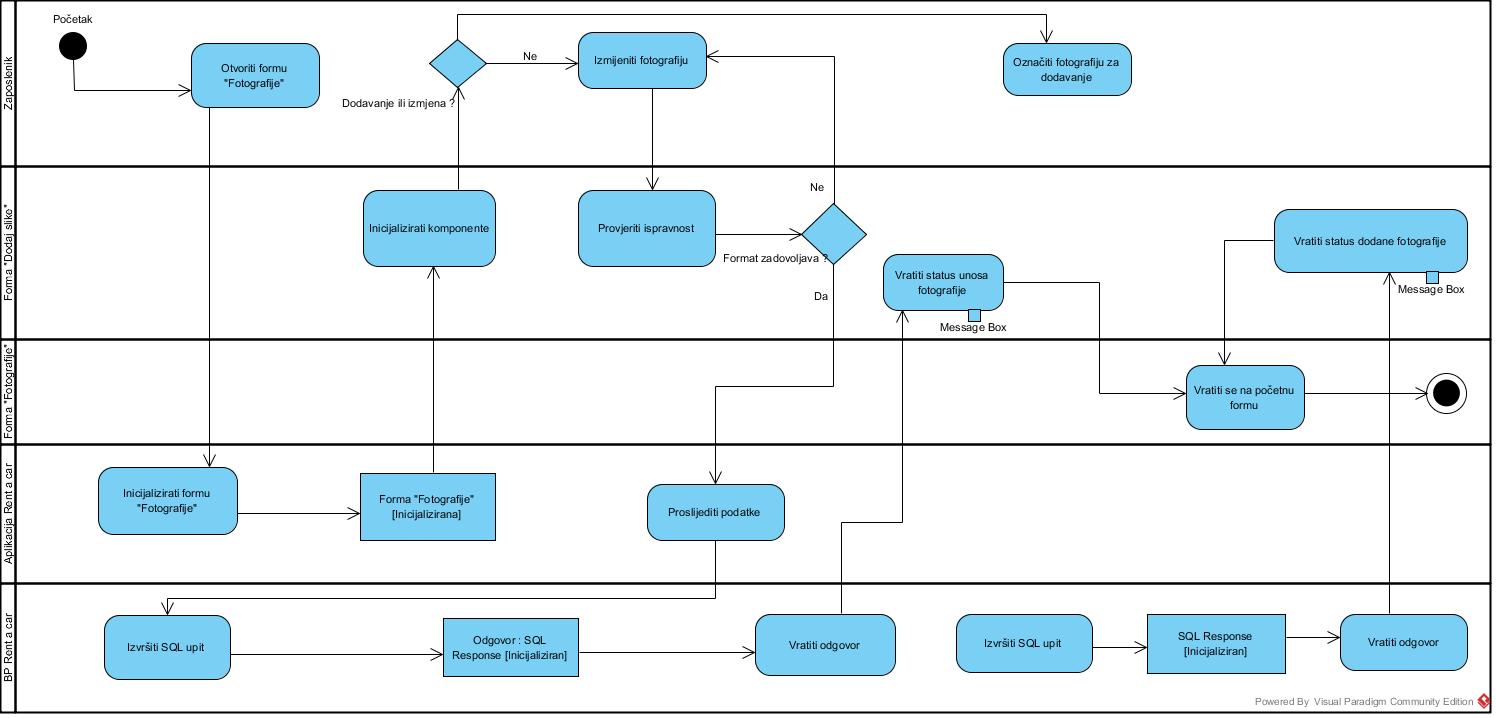 Zaposlenik
Početak
Otvoriti formu
"Fotografije"
Dodavanje ili izmjena ?
Ne
Izmijeniti fotografiju
Označiti fotografiju za
dodavanje
Forma "Dodaj slike"
Inicijalizirati komponente
Provjeriti ispravnost
Ne
Format zadovoljava ?
Da
Vratiti status unosa
fotografije
Message Box
Vratiti status dodane fotografije
Message Box
Forma "Fotografije"
Vratiti se na početnu
formu
Aplikacija Rent a car
Inicijalizirati formu
"Fotografije"
Forma "Fotografije"
[Inicijalizirana]
Proslijediti podatke
BP Rent a car
Izvršiti SQL upit
Odgovor : SQL
Response [Inicijaliziran]
Vratiti odgovor
Izvršiti SQL upit
SQL Response
[Inicijaliziran]
Vratiti odgovor
Powered By Visual Paradigm Community Edition